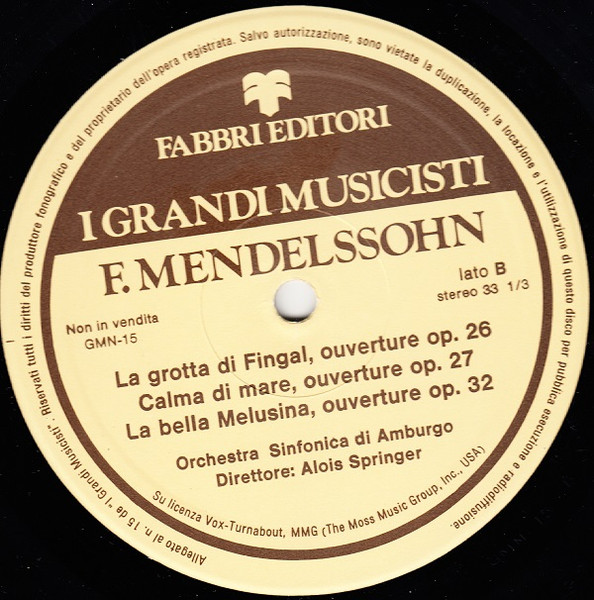 Allegato al n. 15 de "I Grandi Musicisti". Riservati tutti i diritti del produttore fonografico e del proprietario dell'opera registrata. Salvo autorizzazione, sono vietate la duplicazione, la locazione e l'utilizzazione di questo disco per pubblica esecuzione e radiodiffusione.
FABBRI EDITORI
I GRANDI MUSICISTI
F. MENDELSSOHN
lato B
stereo 33 1/3
Non in vendita
GMN-15
La grotta di Fingal, ouverture op. 26
Calma di mare, ouverture op. 27
La bella Melusina, ouverture op. 32
Orchestra Sinfonica di Amburgo
Direttore: Alois Springer
Su licenza Vox-Turnabout, MMG (The Moss Music Group, Inc., USA)